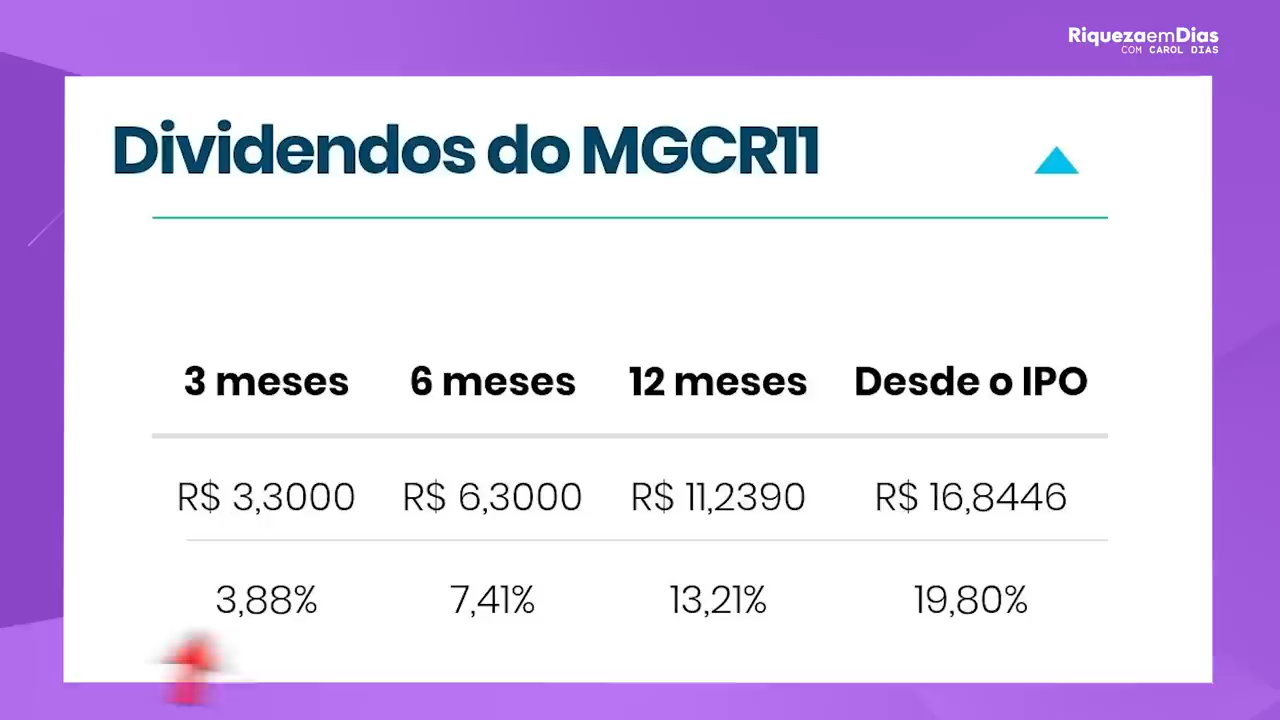 RiquezaemDias
COM CAROL DIAS
Dividendos do MGCR11
3 meses 6 meses 12 meses Desde o IPO
R$ 3,3000 R$ 6,3000 R$ 11,2390 R$ 16,8446
3,88% 7,41% 13,21% 19,80%